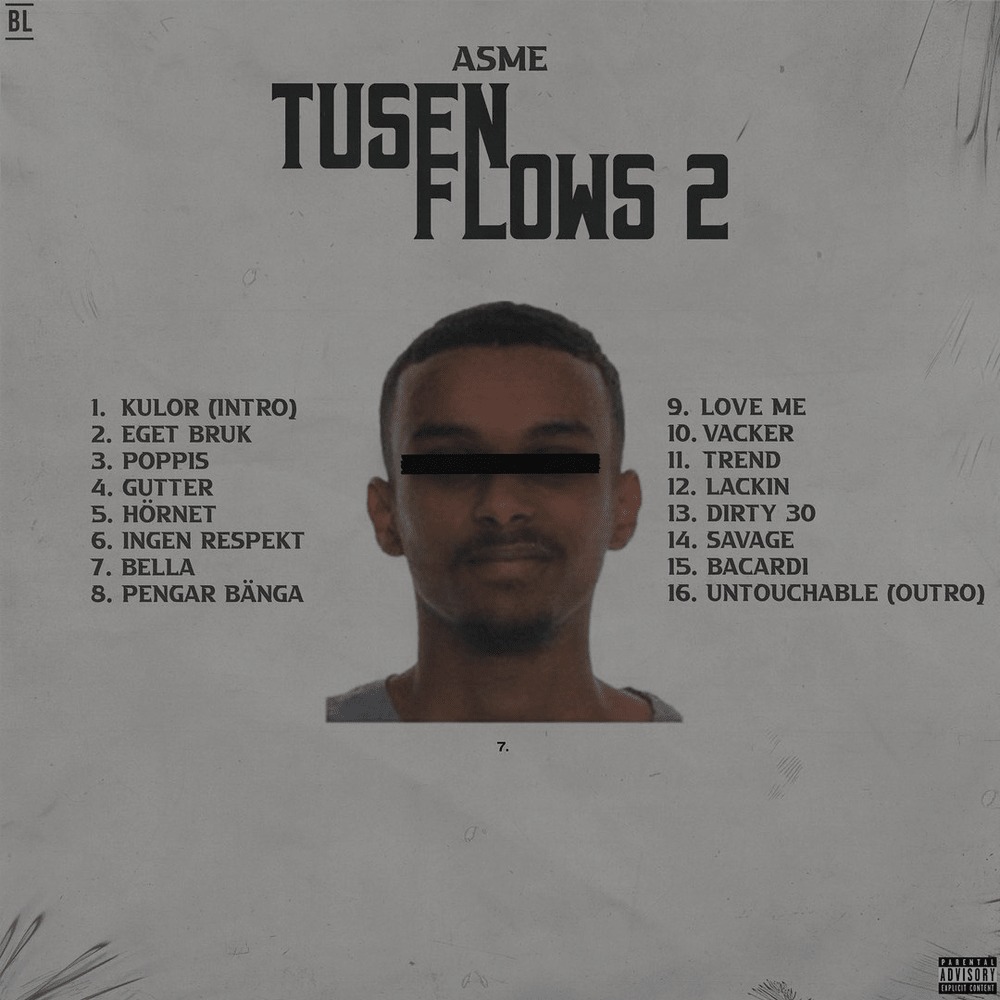 BL
ASME
TUSEN
FLOWS 2
1. KULOR (INTRO)
2. EGET BRUK
3. POPPIS
4. GUTTER
5. HÖRNET
6. INGEN RESPEKT
7. BELLA
8. PENGAR BÄNGA
9. LOVE ME
10. VACKER
11. TREND
12. LACKIN
13. DIRTY 30
14. SAVAGE
15. BACARDI
16. UNTOUCHABLE (OUTRO)
7.
PARENTAL
ADVISORY
EXPLICIT CONTENT